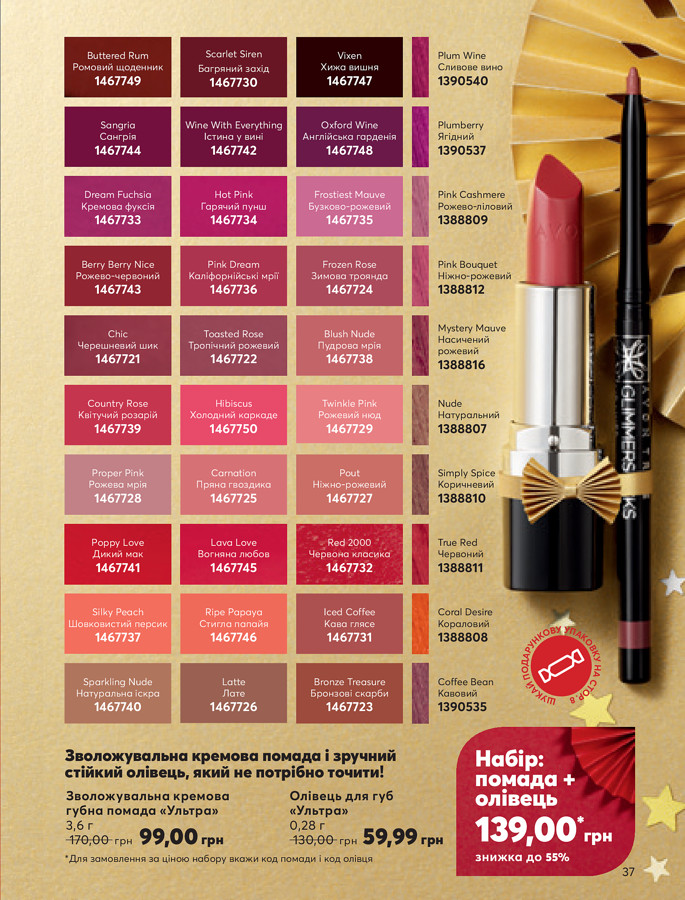 Buttered Rum
Ромовий щоденник
1467749
Scarlet Siren
Багряний захід
1467730
Vixen
Хижа вишня
1467747
Plum Wine
Сливове вино
1390540
Sangria
Сангрія
1467744
Wine With Everything
Істина у вині
1467742
Oxford Wine
Англійська гарденія
1467748
Plumberry
Ягідний
1390537
Dream Fuchsia
Кремова фуксія
1467733
Hot Pink
Гарячий пунш
1467734
Frostiest Mauve
Бузково-рожевий
1467735
Pink Cashmere
Рожево-ліловий
1388809
Berry Berry Nice
Рожево-червоний
1467743
Pink Dream
Каліфорнійські мрії
1467736
Frozen Rose
Зимова троянда
1467724
Pink Bouquet
Ніжно-рожевий
1388812
Chic
Черешневий шик
1467721
Toasted Rose
Тропічний рожевий
1467722
Blush Nude
Пудрова мрія
1467738
Mystery Mauve
Насичений
рожевий
1388816
Country Rose
Квітучий розарій
1467739
Hibiscus
Холодний каркаде
1467750
Twinkle Pink
Рожевий нюд
1467729
Nude
Натуральний
1388807
Proper Pink
Рожева мрія
1467728
Carnation
Пряна гвоздика
1467725
Pout
Ніжно-рожевий
1467727
Simply Spice
Коричневий
1388810
Poppy Love
Дикий мак
1467741
Lava Love
Вогняна любов
1467745
Red 2000
Червона класика
1467732
True Red
Червоний
1388811
Silky Peach
Шовковистий персик
1467737
Ripe Papaya
Стигла папайя
1467746
Iced Coffee
Кава глясе
1467731
Coral Desire
Кораловий
1388808
Sparkling Nude
Натуральна іскра
1467740
Latte
Лате
1467726
Bronze Treasure
Бронзові скарби
1467723
Coffee Bean
Кавовий
1390535
AVON
GLIMMERS
ШУКАЙ ПОДАРУНКОВУ УПАКОВКУ НА СТОР. 8
Зволожувальна кремова помада і зручний
стійкий олівець, який не потрібно точити!
Зволожувальна кремова
губна помада «Ультра»
3,6 г
170,00 грн 99,00 грн
Олівець для губ
«Ультра»
0,28 г
130,00 грн 59,99 грн
*Для замовлення за ціною набору вкажи код помади і код олівця
Набір:
помада +
олівець
139,00* грн
знижка до 55%
37